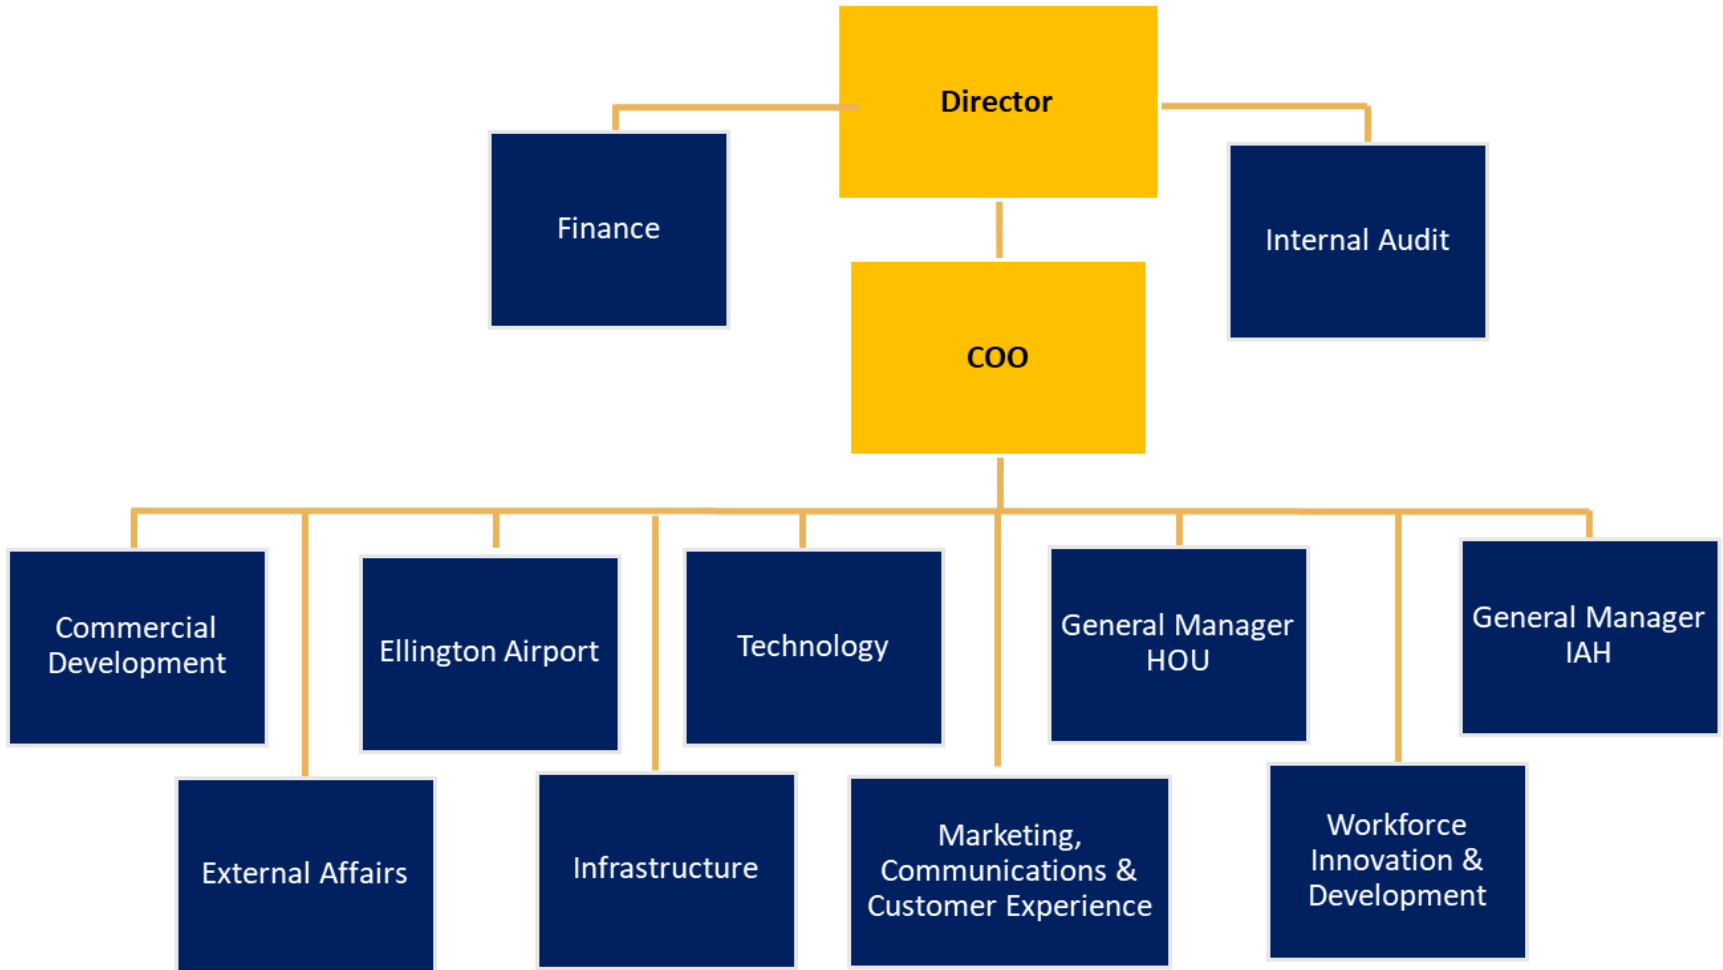 Director
Finance
Internal Audit
COO
Commercial
Development
Ellington Airport
Technology
General Manager
HOU
General Manager
IAH
External Affairs
Infrastructure
Marketing,
Communications &
Customer Experience
Workforce
Innovation &
Development